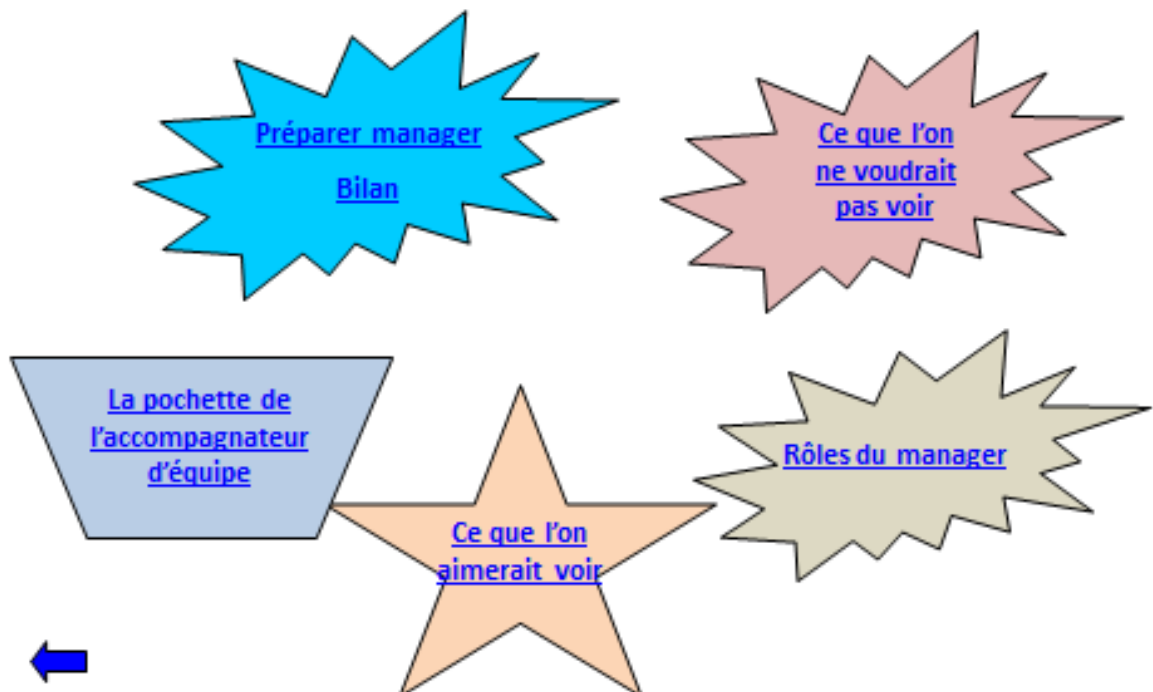 Préparer manager
Bilan
Ce que l'on
ne voudrait
pas voir
La pochette de
l'accompagnateur
d'équipe
Ce que l'on
aimerait voir
Rôles du manager